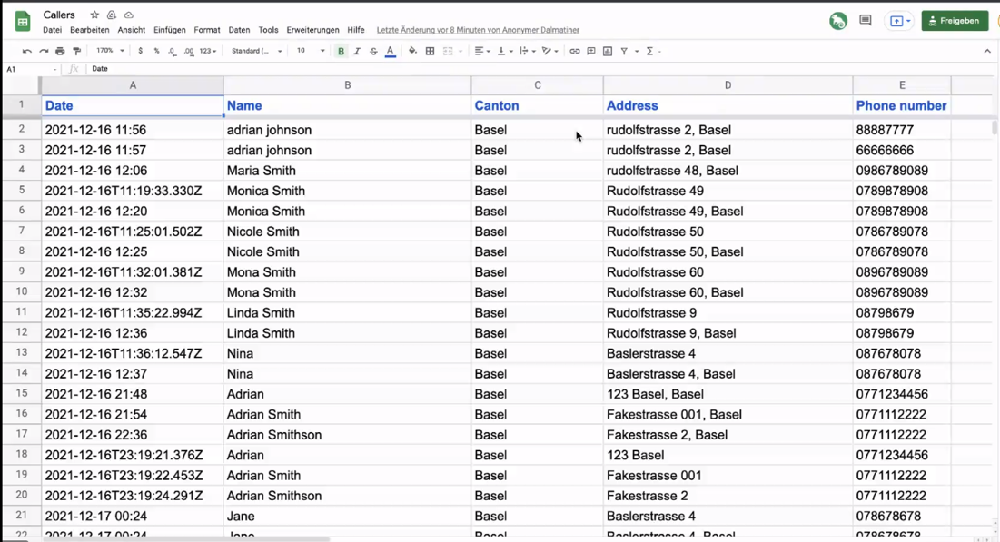 Callers
Datei Bearbeiten Ansicht Einfügen Format Daten Tools Erweiterungen Hilfe Letzte Änderung vor 8 Minuten von Anonymer Dalmatiner
Freigeben
170% $ % .0 .00 123 Standard (... 10 B I S A
A1 fx Date
A B C D E
1 Date Name Canton Address Phone number
2 2021-12-16 11:56 adrian johnson Basel rudolfstrasse 2, Basel 88887777
3 2021-12-16 11:57 adrian johnson Basel rudolfstrasse 2, Basel 66666666
4 2021-12-16 12:06 Maria Smith Basel rudolfstrasse 48, Basel 0986789089
5 2021-12-16T11:19:33.330Z Monica Smith Basel Rudolfstrasse 49 0789878908
6 2021-12-16 12:20 Monica Smith Basel Rudolfstrasse 49, Basel 0789878908
7 2021-12-16T11:25:01.502Z Nicole Smith Basel Rudolfstrasse 50 0786789078
8 2021-12-16 12:25 Nicole Smith Basel Rudolfstrasse 50, Basel 0786789078
9 2021-12-16T11:32:01.381Z Mona Smith Basel Rudolfstrasse 60 0896789089
10 2021-12-16 12:32 Mona Smith Basel Rudolfstrasse 60, Basel 0896789089
11 2021-12-16T11:35:22.994Z Linda Smith Basel Rudolfstrasse 9 08798679
12 2021-12-16 12:36 Linda Smith Basel Rudolfstrasse 9, Basel 08798679
13 2021-12-16T11:36:12.547Z Nina Basel Baslerstrasse 4 087678078
14 2021-12-16 12:37 Nina Basel Baslerstrasse 4, Basel 087678078
15 2021-12-16 21:48 Adrian Basel 123 Basel, Basel 0771234456
16 2021-12-16 21:54 Adrian Smith Basel Fakestrasse 001, Basel 0771112222
17 2021-12-16 22:36 Adrian Smithson Basel Fakestrasse 2, Basel 0771112222
18 2021-12-16T23:19:21.376Z Adrian Basel 123 Basel 0771234456
19 2021-12-16T23:19:22.453Z Adrian Smith Basel Fakestrasse 001 0771112222
20 2021-12-16T23:19:24.291Z Adrian Smithson Basel Fakestrasse 2 0771112222
21 2021-12-17 00:24 Jane Basel Baslerstrasse 4 078678678
22 2021-12-17 00:24 Jane Basel Baslerstrasse 4, Basel 078678678